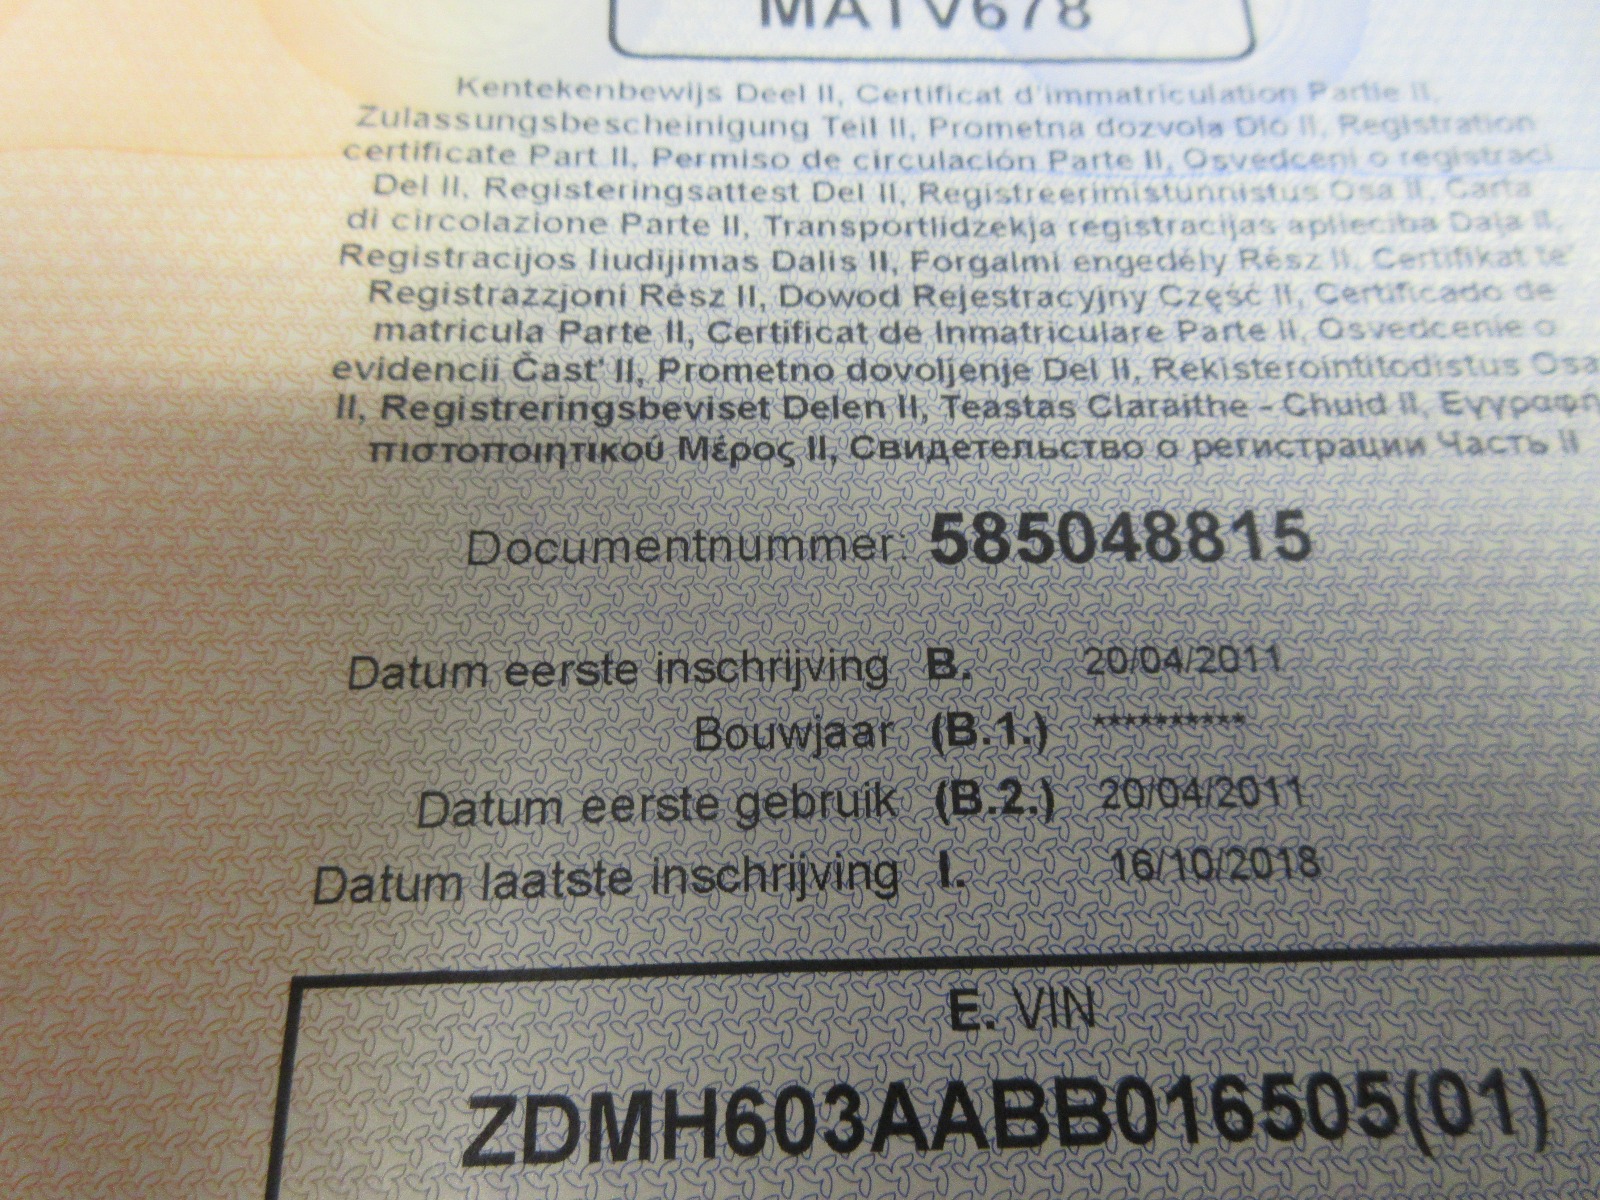 MATV678
Kentekenbewijs Deel II, Certificat d'immatriculation Partie II,
Zulassungsbescheinigung Teil II, Prometna dozvola Dio II, Registration
certificate Part II, Permiso de circulación Parte II, Osvedceni o registraci
Del II, Registeringsattest Del II, Registreerimistunnistus Osa II, Carta
di circolazione Parte II, Transportlidzekja registracijas aplieciba Daja II,
Registracijos liudijimas Dalis II, Forgalmi engedély Rész II, Certifikat te'
Registrazzjoni Rész II, Dowod Rejestracyjny Część II, Certificado de
matricula Parte II, Certificat de Inmatriculare Parte II, Osvedcenie o
evidencii Čast' II, Prometno dovoljenje Del II, Rekisterointitodistus Osa
II, Registreringsbeviset Delen II, Teastas Claraithe - Chuid II, Εγγραφή
πιστοποιητικού Μέρος II, Свидетельство о регистрации Часть II
Documentnummer: 585048815
Datum eerste inschrijving B. 20/04/2011
Bouwjaar (B.1.) **********
Datum eerste gebruik (B.2.) 20/04/2011
Datum laatste inschrijving I. 16/10/2018
E. VIN
ZDMH603AABB016505(01)